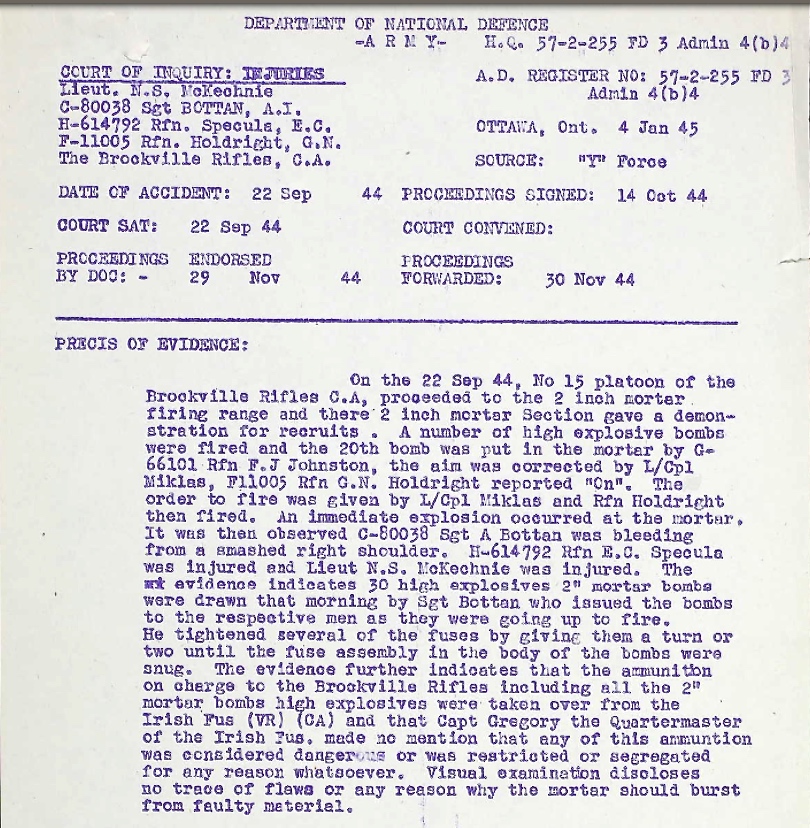 DEPARTMENT OF NATIONAL DEFENCE
-A R M Y- H.Q. 57-2-255 FD 3 Admin 4(b)4
COURT OF INQUIRY: INJURIES
A.D. REGISTER NO: 57-2-255 FD 3
Admin 4(b)4
Lieut. N.S. McKechnie
C-80038 Sgt BOTTAN, A.I.
H-614792 Rfn. Specula, E.C.
F-11005 Rfn. Holdright, G.N.
The Brockville Rifles, C.A.
OTTAWA, Ont. 4 Jan 45
SOURCE: "Y" Force
DATE OF ACCIDENT: 22 Sep 44 PROCEEDINGS SIGNED: 14 Oct 44
COURT SAT: 22 Sep 44 COURT CONVENED:
PROCEEDINGS ENDORSED PROCEEDINGS
BY DOC: - 29 Nov 44 FORWARDED: 30 Nov 44
PRECIS OF EVIDENCE:
On the 22 Sep 44, No 15 platoon of the
Brockville Rifles C.A, proceeded to the 2 inch mortar
firing range and there 2 inch mortar Section gave a demon-
stration for recruits . A number of high explosive bombs
were fired and the 20th bomb was put in the mortar by G-
66101 Rfn F.J Johnston, the aim was corrected by L/Cpl
Miklas, F11005 Rfn G.N. Holdright reported "On". The
order to fire was given by L/Cpl Miklas and Rfn Holdright
then fired. An immediate explosion occurred at the mortar.
It was then observed C-80038 Sgt A Bottan was bleeding
from a smashed right shoulder. H-614792 Rfn E.C. Specula
was injured and Lieut N.S. McKechnie was injured. The
evidence indicates 30 high explosives 2" mortar bombs
were drawn that morning by Sgt Bottan who issued the bombs
to the respective men as they were going up to fire.
He tightened several of the fuses by giving them a turn or
two until the fuse assembly in the body of the bombs were
snug. The evidence further indicates that the ammunition
on charge to the Brockville Rifles including all the 2"
mortar bombs high explosives were taken over from the
Irish Fus (VR) (CA) and that Capt Gregory the Quartermaster
of the Irish Fus. made no mention that any of this ammuntion
was considered dangerous or was restricted or segregated
for any reason whatsoever. Visual examination discloses
no trace of flaws or any reason why the mortar should burst
from faulty material.